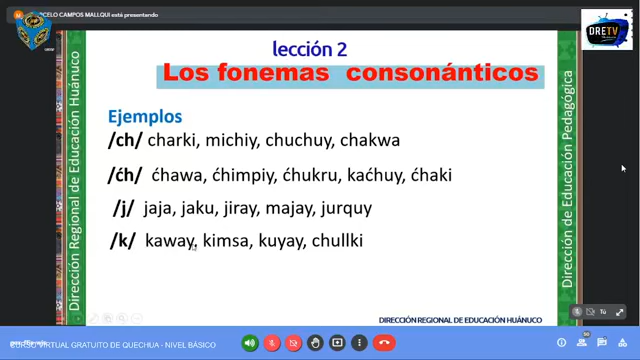 CELO CAMPOS MALLQUI está presentando
DRETV
lección 2
Los fonemas consonánticos
Dirección Regional de Educación Huánuco
Dirección de Educación Pedagógica
Ejemplos
/ch/ charki, michiy, chuchuy, chakwa
/ćh/ ćhawa, ćhimpiy, ćhukru, kaćhuy, ćhaki
/j/ jaja, jaku, jiray, majay, jurquy
/k/ kaway, kimsa, kuyay, chullki
Tú
DIRECCIÓN REGIONAL DE EDUCACIÓN HUÁNUCO
CURSO VIRTUAL GRATUITO DE QUECHUA - NIVEL BÁSICO